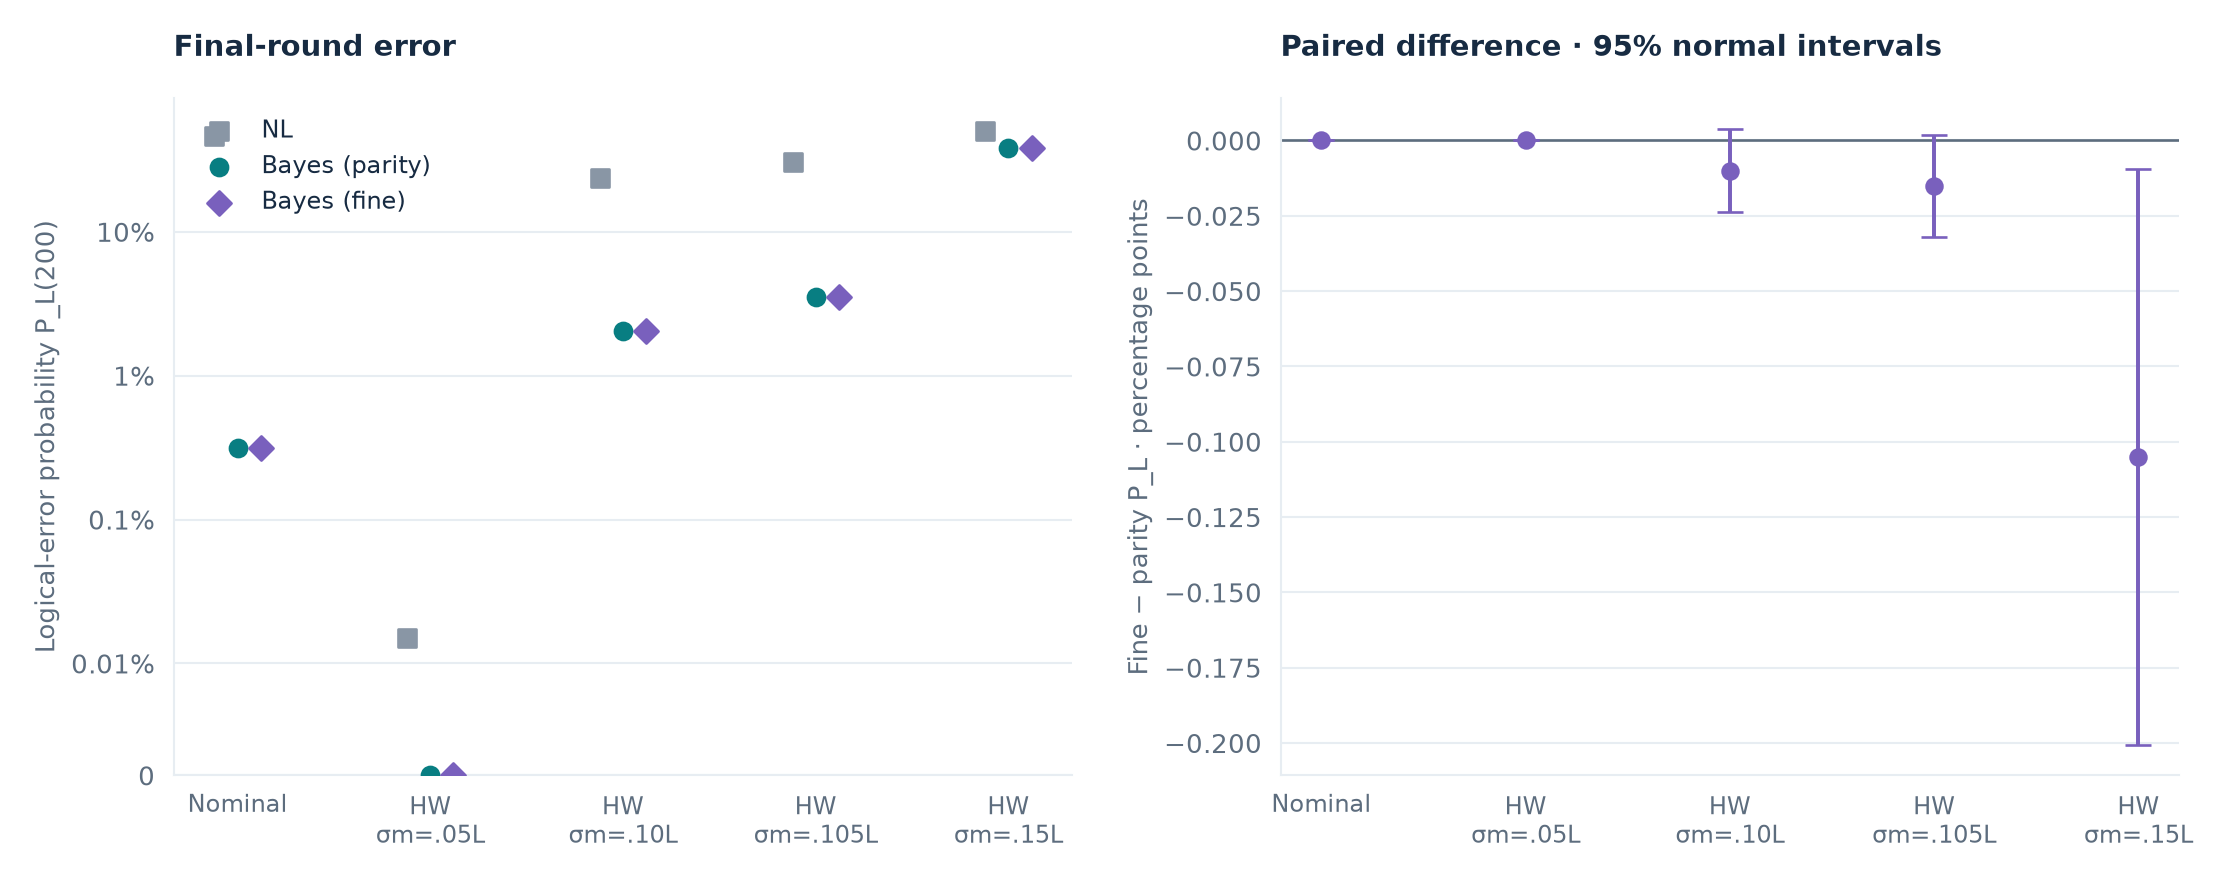 Final-round error
NL
Bayes (parity)
Bayes (fine)
Logical-error probability P_L(200)
10%
1%
0.1%
0.01%
0
Nominal
HW
σm=.05L
HW
σm=.10L
HW
σm=.105L
HW
σm=.15L
Paired difference · 95% normal intervals
Fine − parity P_L · percentage points
0.000
−0.025
−0.050
−0.075
−0.100
−0.125
−0.150
−0.175
−0.200
Nominal
HW
σm=.05L
HW
σm=.10L
HW
σm=.105L
HW
σm=.15L